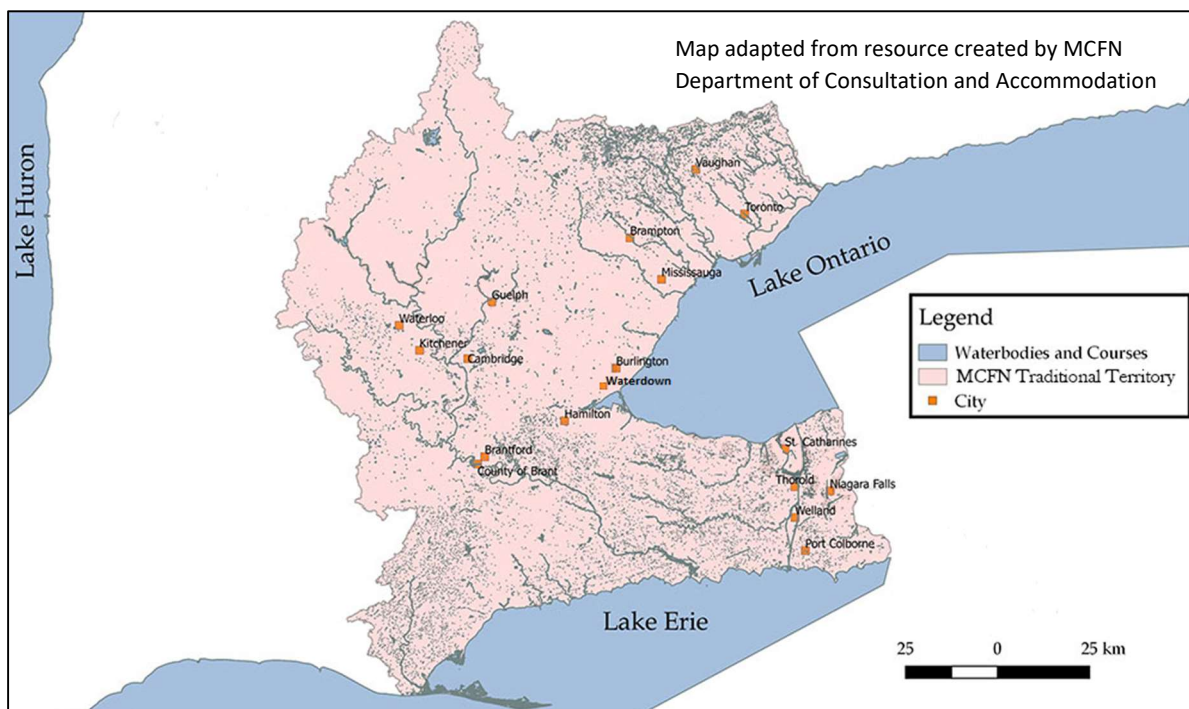 Map adapted from resource created by MCFN
Department of Consultation and Accommodation
Lake Huron
Vaughan
Toronto
Brampton
Lake Ontario
Mississauga
Guelph
Waterloo
Kitchener
Cambridge
Burlington
Waterdown
Hamilton
Brantford
County of Brant
St. Catharines
Thorold
Niagara Falls
Welland
Port Colborne
Lake Erie
Legend
Waterbodies and Courses
MCFN Traditional Territory
City
25 0 25 km